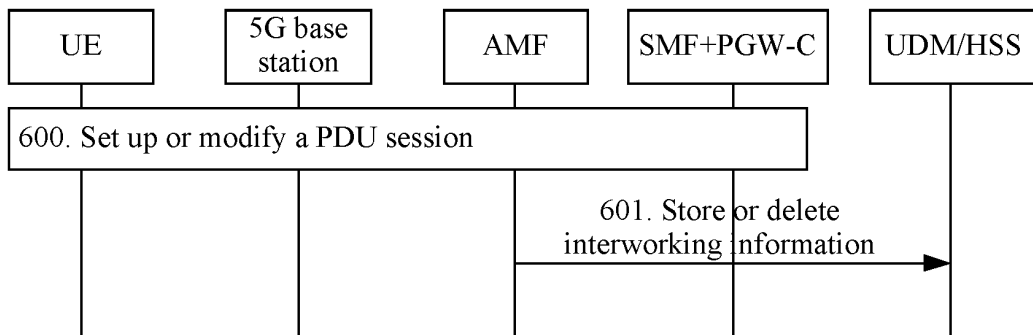 UE
5G base
station
AMF
SMF+PGW-C
UDM/HSS
600. Set up or modify a PDU session
601. Store or delete
interworking information